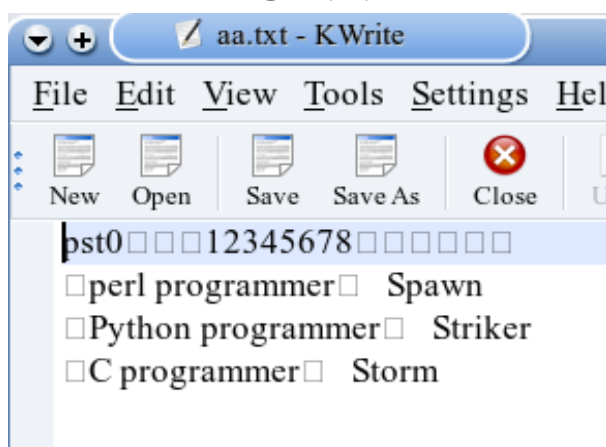 aa.txt - KWrite
File Edit View Tools Settings Hel
New Open Save Save As Close U
pst0□□□12345678□□□□□□
□perl programmer□ Spawn
□Python programmer□ Striker
□C programmer□ Storm